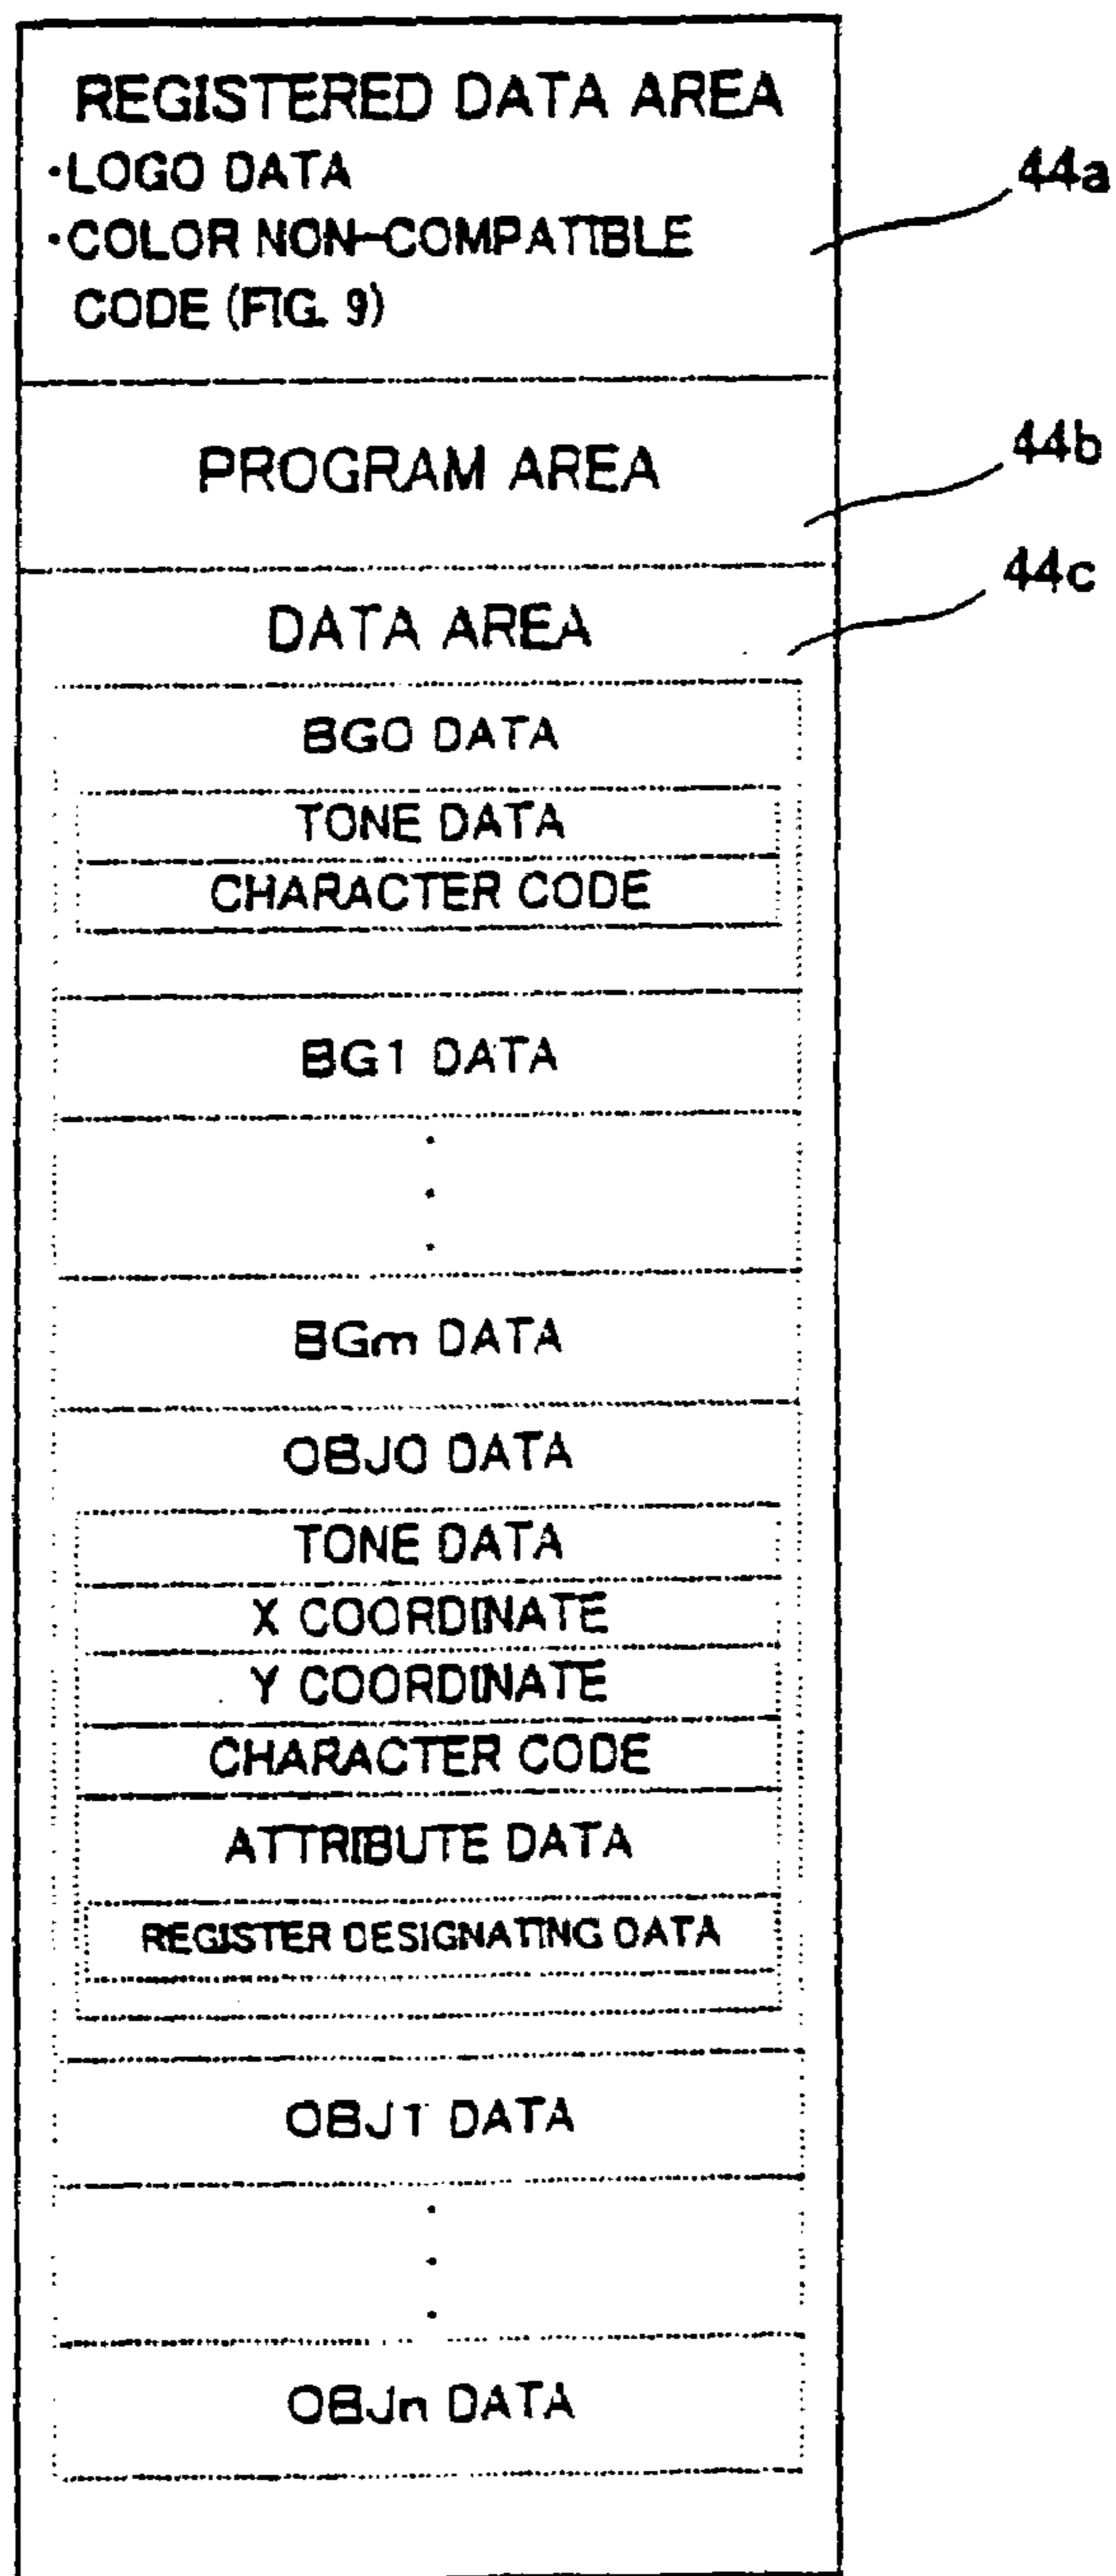 REGISTERED DATA AREA
·LOGO DATA
·COLOR NON-COMPATIBLE
CODE (FIG. 9)
44a
PROGRAM AREA
44b
44c
DATA AREA
BG0 DATA
TONE DATA
CHARACTER CODE
BG1 DATA
.
.
.
BGm DATA
OBJ0 DATA
TONE DATA
X COORDINATE
Y COORDINATE
CHARACTER CODE
ATTRIBUTE DATA
REGISTER DESIGNATING DATA
OBJ1 DATA
.
.
.
OBJn DATA